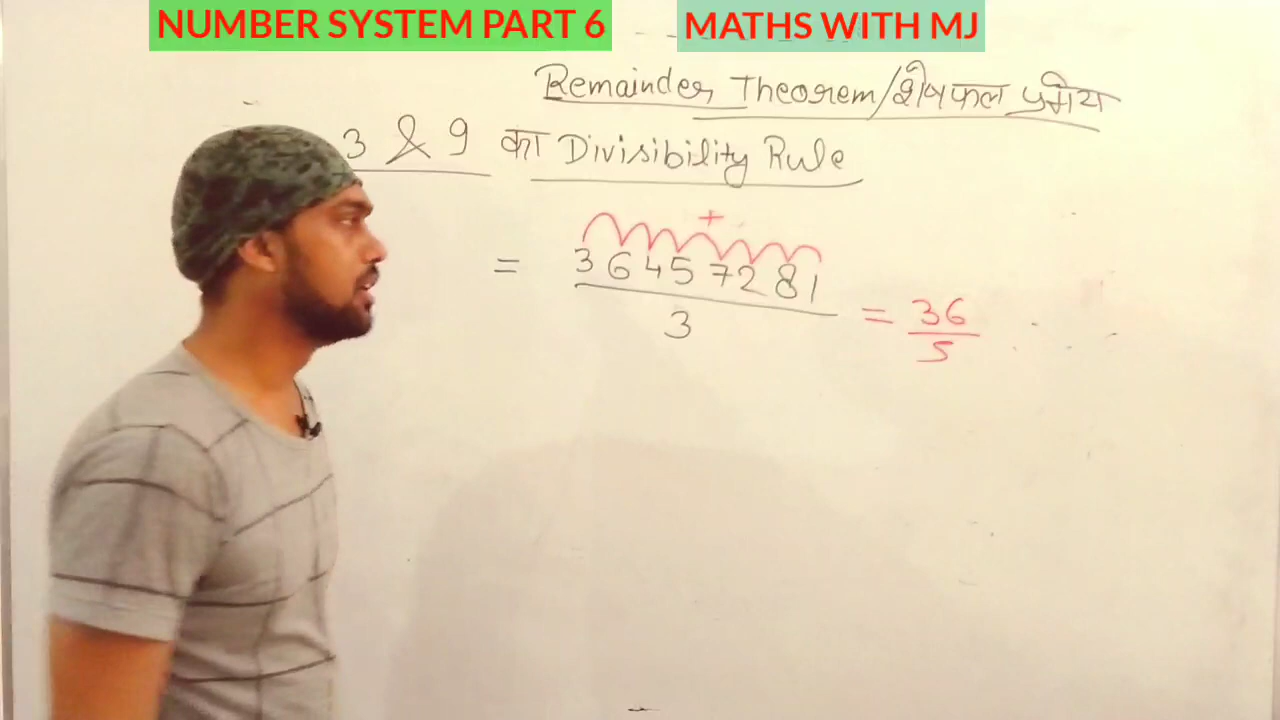 NUMBER SYSTEM PART 6
MATHS WITH MJ
Remainder Theorem/शेषफल प्रमेय
3 & 9 का Divisibility Rule
+
= 36457281
3
= 36
5